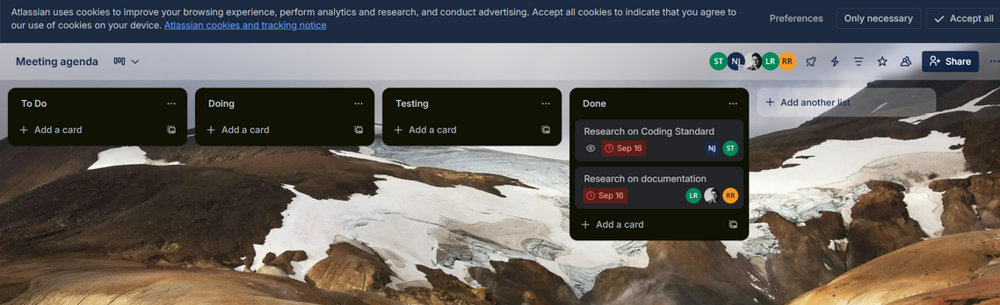 Atlassian uses cookies to improve your browsing experience, perform analytics and research, and conduct advertising. Accept all cookies to indicate that you agree to
our use of cookies on your device. Atlassian cookies and tracking notice
Preferences
Only necessary
Accept all
Meeting agenda
ST NJ LR RR
Share
To Do
Add a card
Doing
Add a card
Testing
Add a card
Done
Research on Coding Standard
Sep 16
NJ ST
Research on documentation
Sep 16
LR RR
Add a card
Add another list